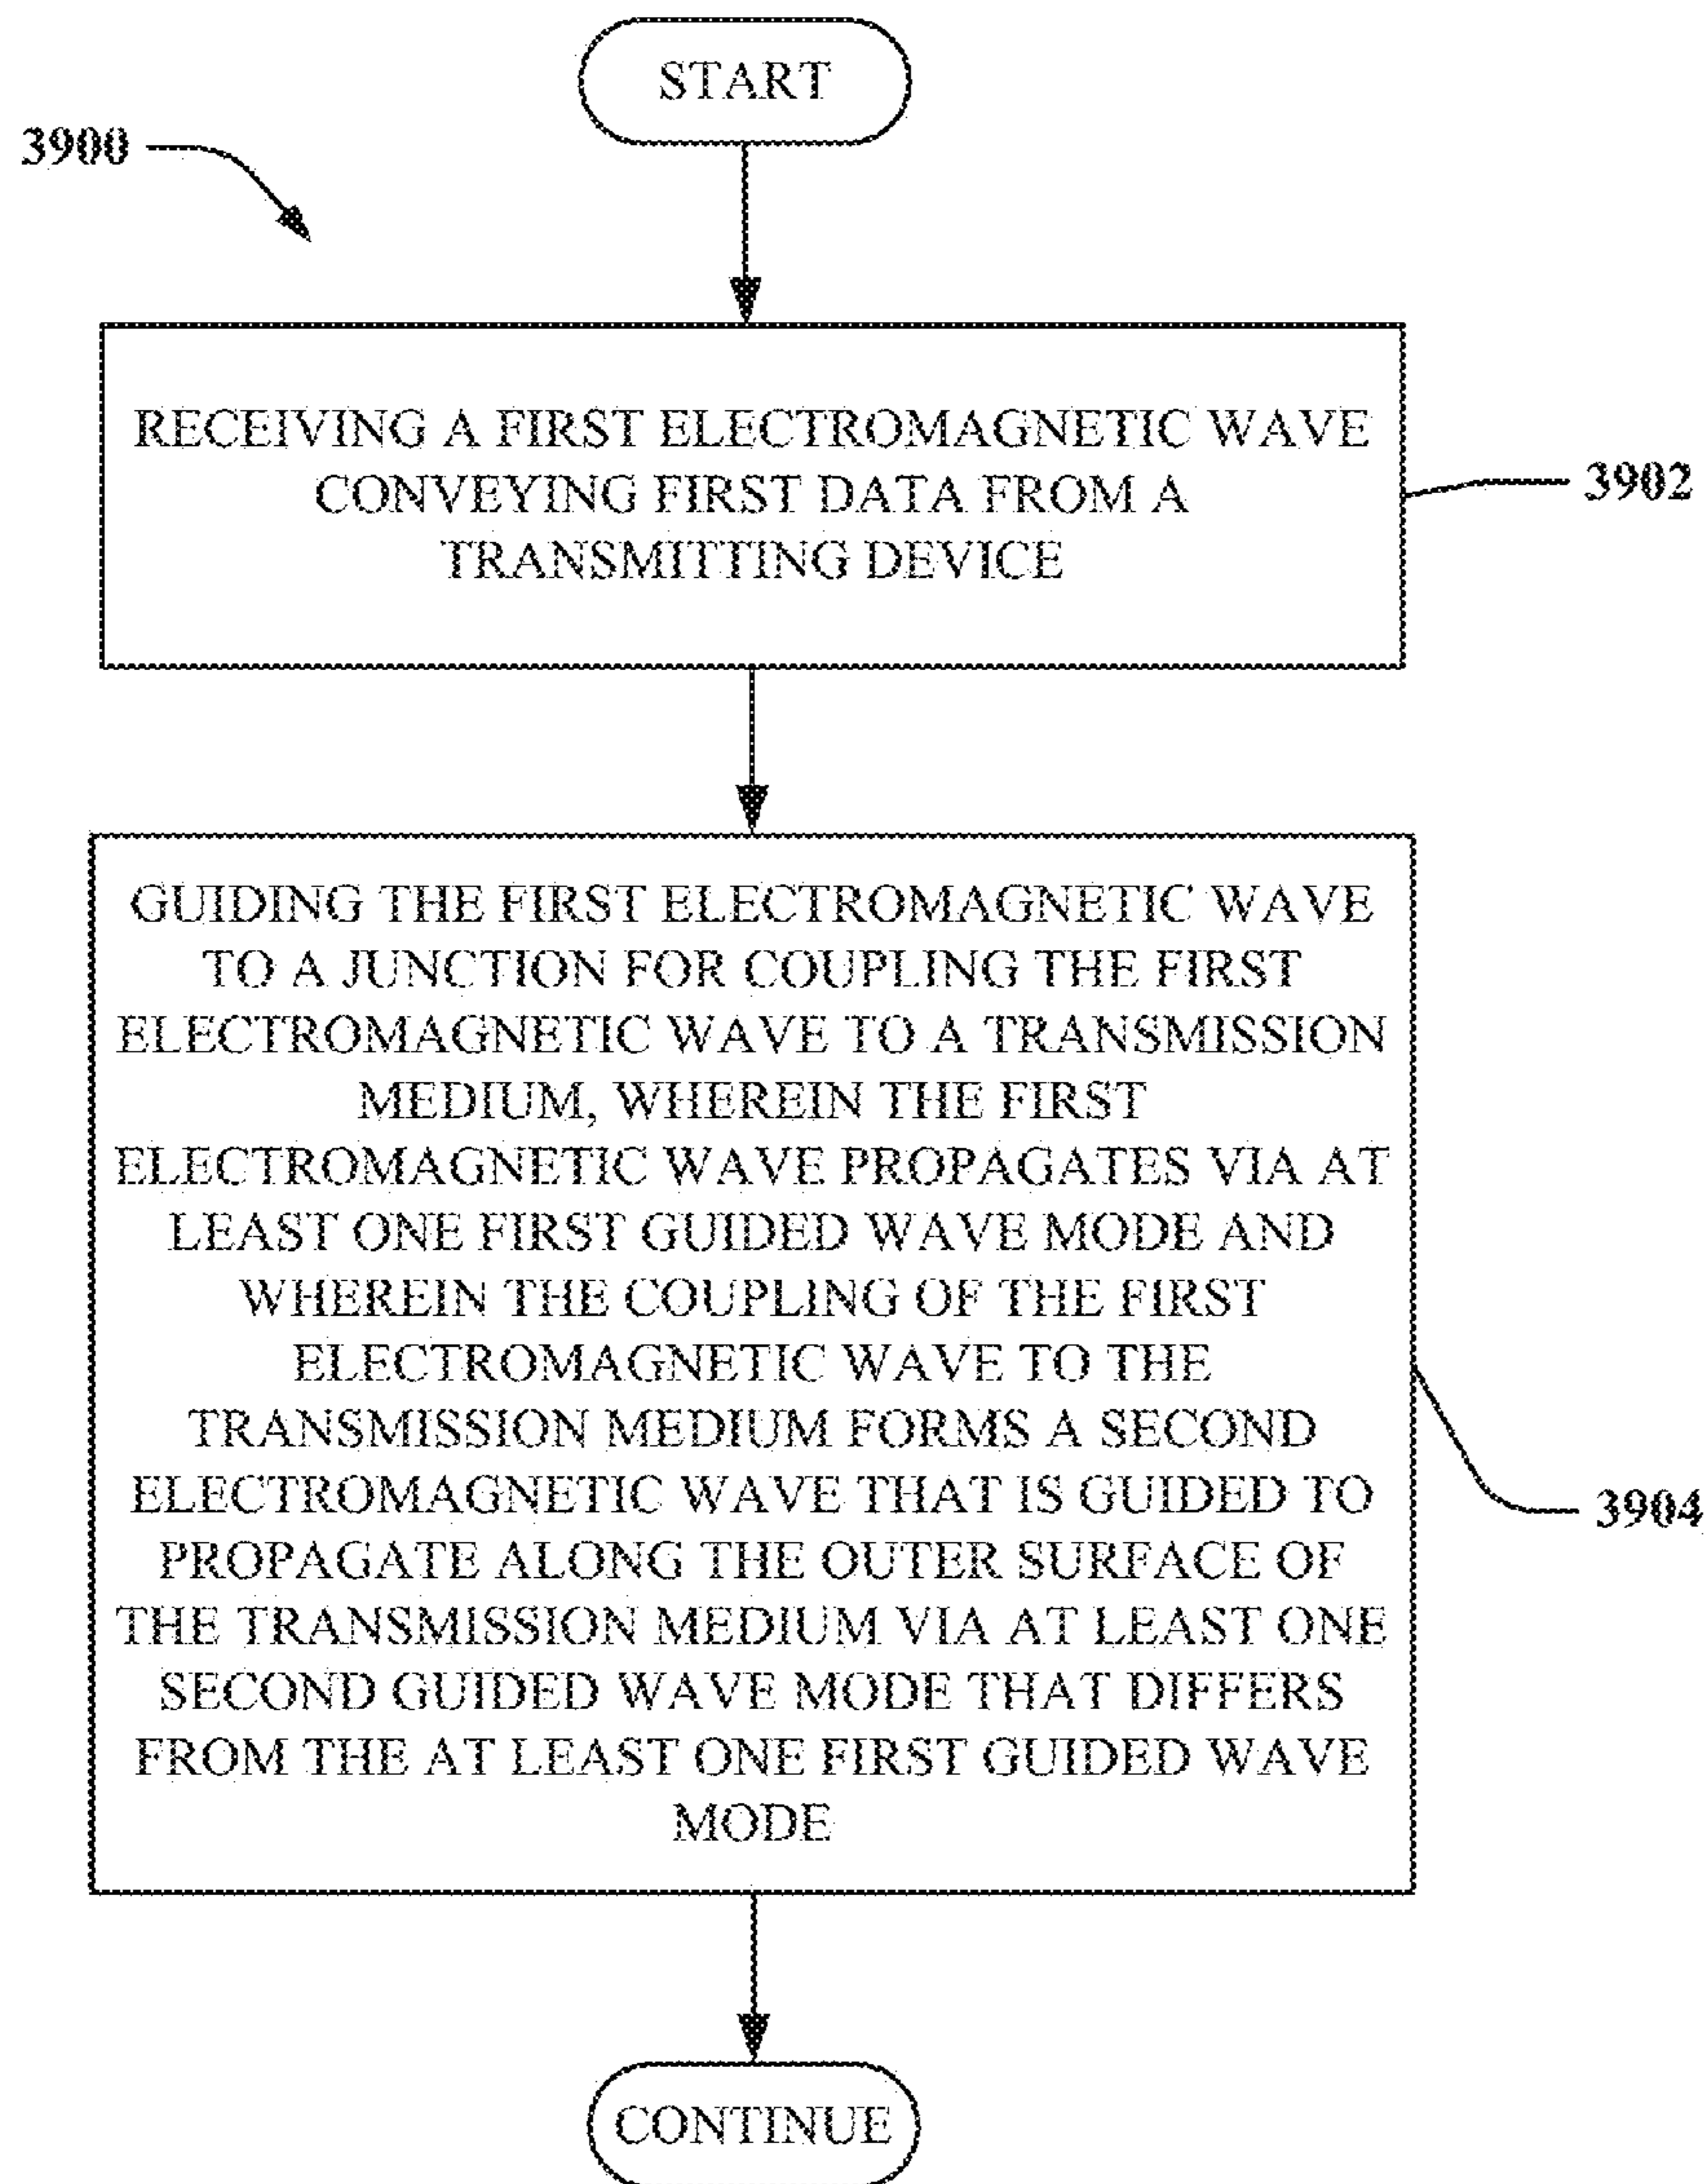 START
3900
RECEIVING A FIRST ELECTROMAGNETIC WAVE
CONVEYING FIRST DATA FROM A
TRANSMITTING DEVICE
3902
GUIDING THE FIRST ELECTROMAGNETIC WAVE
TO A JUNCTION FOR COUPLING THE FIRST
ELECTROMAGNETIC WAVE TO A TRANSMISSION
MEDIUM, WHEREIN THE FIRST
ELECTROMAGNETIC WAVE PROPAGATES VIA AT
LEAST ONE FIRST GUIDED WAVE MODE AND
WHEREIN THE COUPLING OF THE FIRST
ELECTROMAGNETIC WAVE TO THE
TRANSMISSION MEDIUM FORMS A SECOND
ELECTROMAGNETIC WAVE THAT IS GUIDED TO
PROPAGATE ALONG THE OUTER SURFACE OF
THE TRANSMISSION MEDIUM VIA AT LEAST ONE
SECOND GUIDED WAVE MODE THAT DIFFERS
FROM THE AT LEAST ONE FIRST GUIDED WAVE
MODE
3904
CONTINUE